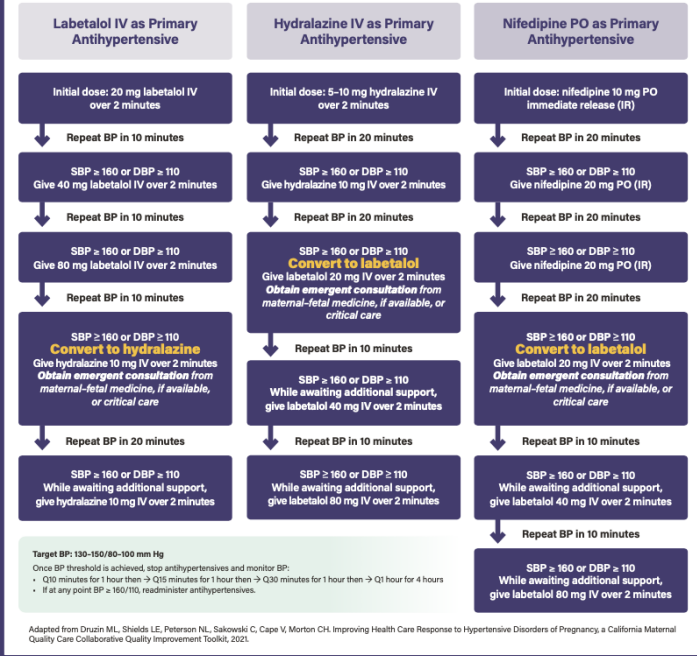 Labetalol IV as Primary
Antihypertensive
Initial dose: 20 mg labetalol IV
over 2 minutes
Repeat BP in 10 minutes
SBP ≥ 160 or DBP ≥ 110
Give 40 mg labetalol IV over 2 minutes
Repeat BP in 10 minutes
SBP ≥ 160 or DBP ≥ 110
Give 80 mg labetalol IV over 2 minutes
Repeat BP in 10 minutes
SBP ≥ 160 or DBP ≥ 110
Convert to hydralazine
Give hydralazine 10 mg IV over 2 minutes
Obtain emergent consultation from
maternal–fetal medicine, if available,
or critical care
Repeat BP in 20 minutes
SBP ≥ 160 or DBP ≥ 110
While awaiting additional support,
give hydralazine 10 mg IV over 2 minutes
Hydralazine IV as Primary
Antihypertensive
Initial dose: 5–10 mg hydralazine IV
over 2 minutes
Repeat BP in 20 minutes
SBP ≥ 160 or DBP ≥ 110
Give hydralazine 10 mg IV over 2 minutes
Repeat BP in 20 minutes
SBP ≥ 160 or DBP ≥ 110
Convert to labetalol
Give labetalol 20 mg IV over 2 minutes
Obtain emergent consultation from
maternal–fetal medicine, if available, or
critical care
Repeat BP in 10 minutes
SBP ≥ 160 or DBP ≥ 110
While awaiting additional support,
give labetalol 40 mg IV over 2 minutes
Repeat BP in 10 minutes
SBP ≥ 160 or DBP ≥ 110
While awaiting additional support,
give labetalol 80 mg IV over 2 minutes
Nifedipine PO as Primary
Antihypertensive
Initial dose: nifedipine 10 mg PO
immediate release (IR)
Repeat BP in 20 minutes
SBP ≥ 160 or DBP ≥ 110
Give nifedipine 20 mg PO (IR)
Repeat BP in 20 minutes
SBP ≥ 160 or DBP ≥ 110
Give nifedipine 20 mg PO (IR)
Repeat BP in 20 minutes
SBP ≥ 160 or DBP ≥ 110
Convert to labetalol
Give labetalol 20 mg IV over 2 minutes
Obtain emergent consultation from
maternal–fetal medicine, if available, or
critical care
Repeat BP in 10 minutes
SBP ≥ 160 or DBP ≥ 110
While awaiting additional support,
give labetalol 40 mg IV over 2 minutes
Repeat BP in 10 minutes
SBP ≥ 160 or DBP ≥ 110
While awaiting additional support,
give labetalol 80 mg IV over 2 minutes
Target BP: 130–150/80–100 mm Hg
Once BP threshold is achieved, stop antihypertensives and monitor BP:
• Q10 minutes for 1 hour then → Q15 minutes for 1 hour then → Q30 minutes for 1 hour then → Q1 hour for 4 hours
• If at any point BP ≥ 160/110, readminister antihypertensives.
Adapted from Druzin ML, Shields LE, Peterson NL, Sakowski C, Cape V, Morton CH. Improving Health Care Response to Hypertensive Disorders of Pregnancy, a California Maternal
Quality Care Collaborative Quality Improvement Toolkit, 2021.